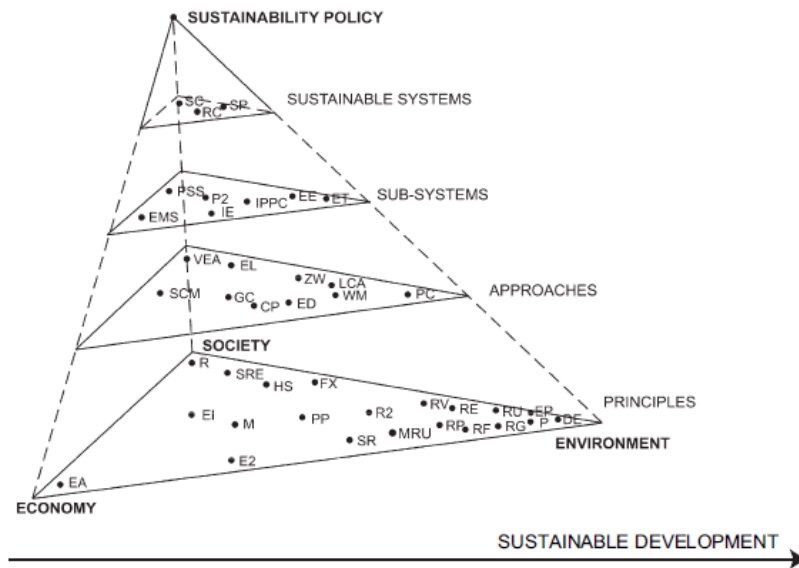 SUSTAINABILITY POLICY
SUSTAINABLE SYSTEMS
SC
SP
RC
SUB-SYSTEMS
PSS
P2
IPPC
EE
ET
EMS
IE
APPROACHES
VEA
EL
ZW
LCA
SCM
GC
CP
ED
WM
PC
SOCIETY
PRINCIPLES
R
SRE
HS
FX
EI
M
PP
R2
RV
RE
RU
EP
DE
SR
MRU
RP
RF
RG
P
E2
EA
ENVIRONMENT
ECONOMY
SUSTAINABLE DEVELOPMENT